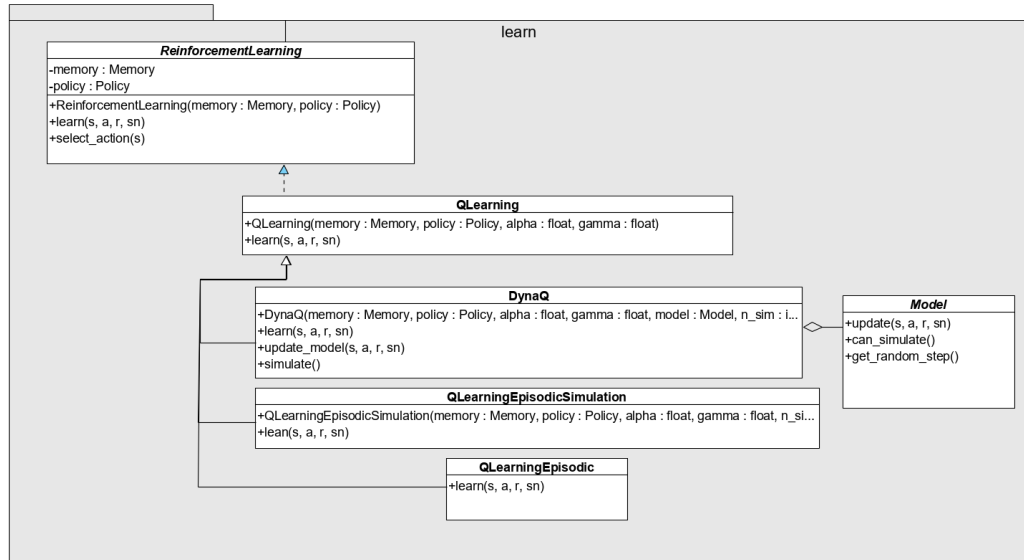 learn
ReinforcementLearning
-memory : Memory
-policy : Policy
+ReinforcementLearning(memory : Memory, policy : Policy)
+learn(s, a, r, sn)
+select_action(s)
QLearning
+QLearning(memory : Memory, policy : Policy, alpha : float, gamma : float)
+learn(s, a, r, sn)
DynaQ
+DynaQ(memory : Memory, policy : Policy, alpha : float, gamma : float, model : Model, n_sim : i...
+learn(s, a, r, sn)
+update_model(s, a, r, sn)
+simulate()
Model
+update(s, a, r, sn)
+can_simulate()
+get_random_step()
QLearningEpisodicSimulation
+QLearningEpisodicSimulation(memory : Memory, policy : Policy, alpha : float, gamma : float, n_si...
+lean(s, a, r, sn)
QLearningEpisodic
+learn(s, a, r, sn)